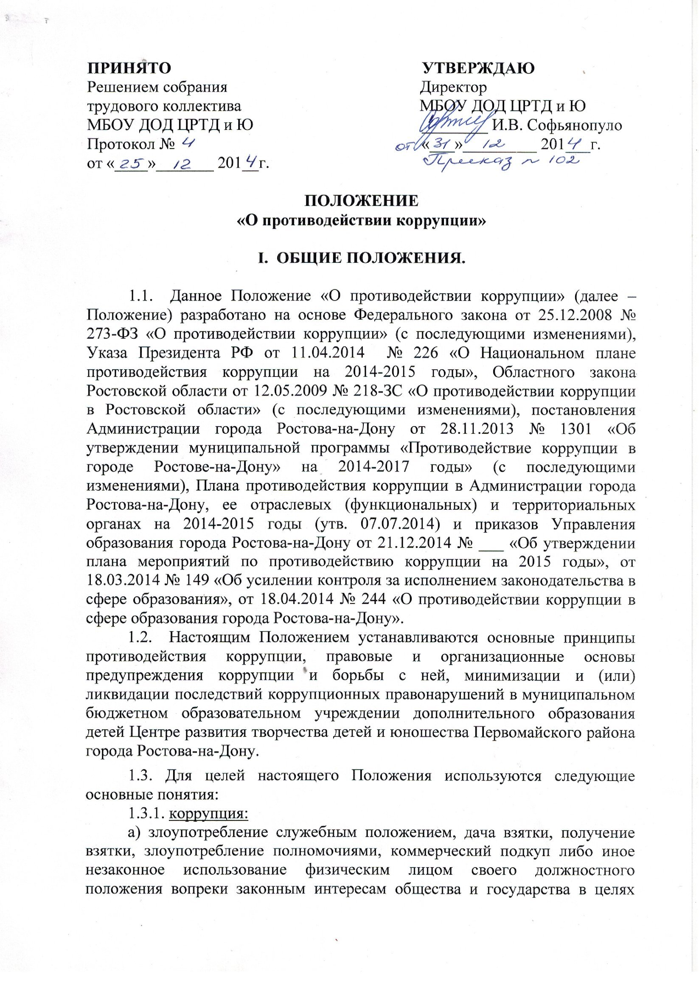 ПРИНЯТО
Решением собрания
трудового коллектива
МБОУ ДОД ЦРТД и Ю
Протокол № 4
от «25» 12 2014г.
УТВЕРЖДАЮ
Директор
МБОУ ДОД ЦРТД и Ю
И.В. Софьянопуло
от «31» 12 2014 г.
Приказ № 102
ПОЛОЖЕНИЕ
«О противодействии коррупции»
I. ОБЩИЕ ПОЛОЖЕНИЯ.
1.1. Данное Положение «О противодействии коррупции» (далее –
Положение) разработано на основе Федерального закона от 25.12.2008 №
273-ФЗ «О противодействии коррупции» (с последующими изменениями),
Указа Президента РФ от 11.04.2014 № 226 «О Национальном плане
противодействия коррупции на 2014-2015 годы», Областного закона
Ростовской области от 12.05.2009 № 218-ЗС «О противодействии коррупции
в Ростовской области» (с последующими изменениями), постановления
Администрации города Ростова-на-Дону от 28.11.2013 № 1301 «Об
утверждении муниципальной программы «Противодействие коррупции в
городе Ростове-на-Дону» на 2014-2017 годы» (с последующими
изменениями), Плана противодействия коррупции в Администрации города
Ростова-на-Дону, ее отраслевых (функциональных) и территориальных
органах на 2014-2015 годы (утв. 07.07.2014) и приказов Управления
образования города Ростова-на-Дону от 21.12.2014 № ___ «Об утверждении
плана мероприятий по противодействию коррупции на 2015 годы», от
18.03.2014 № 149 «Об усилении контроля за исполнением законодательства в
сфере образования», от 18.04.2014 № 244 «О противодействии коррупции в
сфере образования города Ростова-на-Дону».
1.2. Настоящим Положением устанавливаются основные принципы
противодействия коррупции, правовые и организационные основы
предупреждения коррупции и борьбы с ней, минимизации и (или)
ликвидации последствий коррупционных правонарушений в муниципальном
бюджетном образовательном учреждении дополнительного образования
детей Центре развития творчества детей и юношества Первомайского района
города Ростова-на-Дону.
1.3. Для целей настоящего Положения используются следующие
основные понятия:
1.3.1. коррупция:
а) злоупотребление служебным положением, дача взятки, получение
взятки, злоупотребление полномочиями, коммерческий подкуп либо иное
незаконное использование физическим лицом своего должностного
положения вопреки законным интересам общества и государства в целях